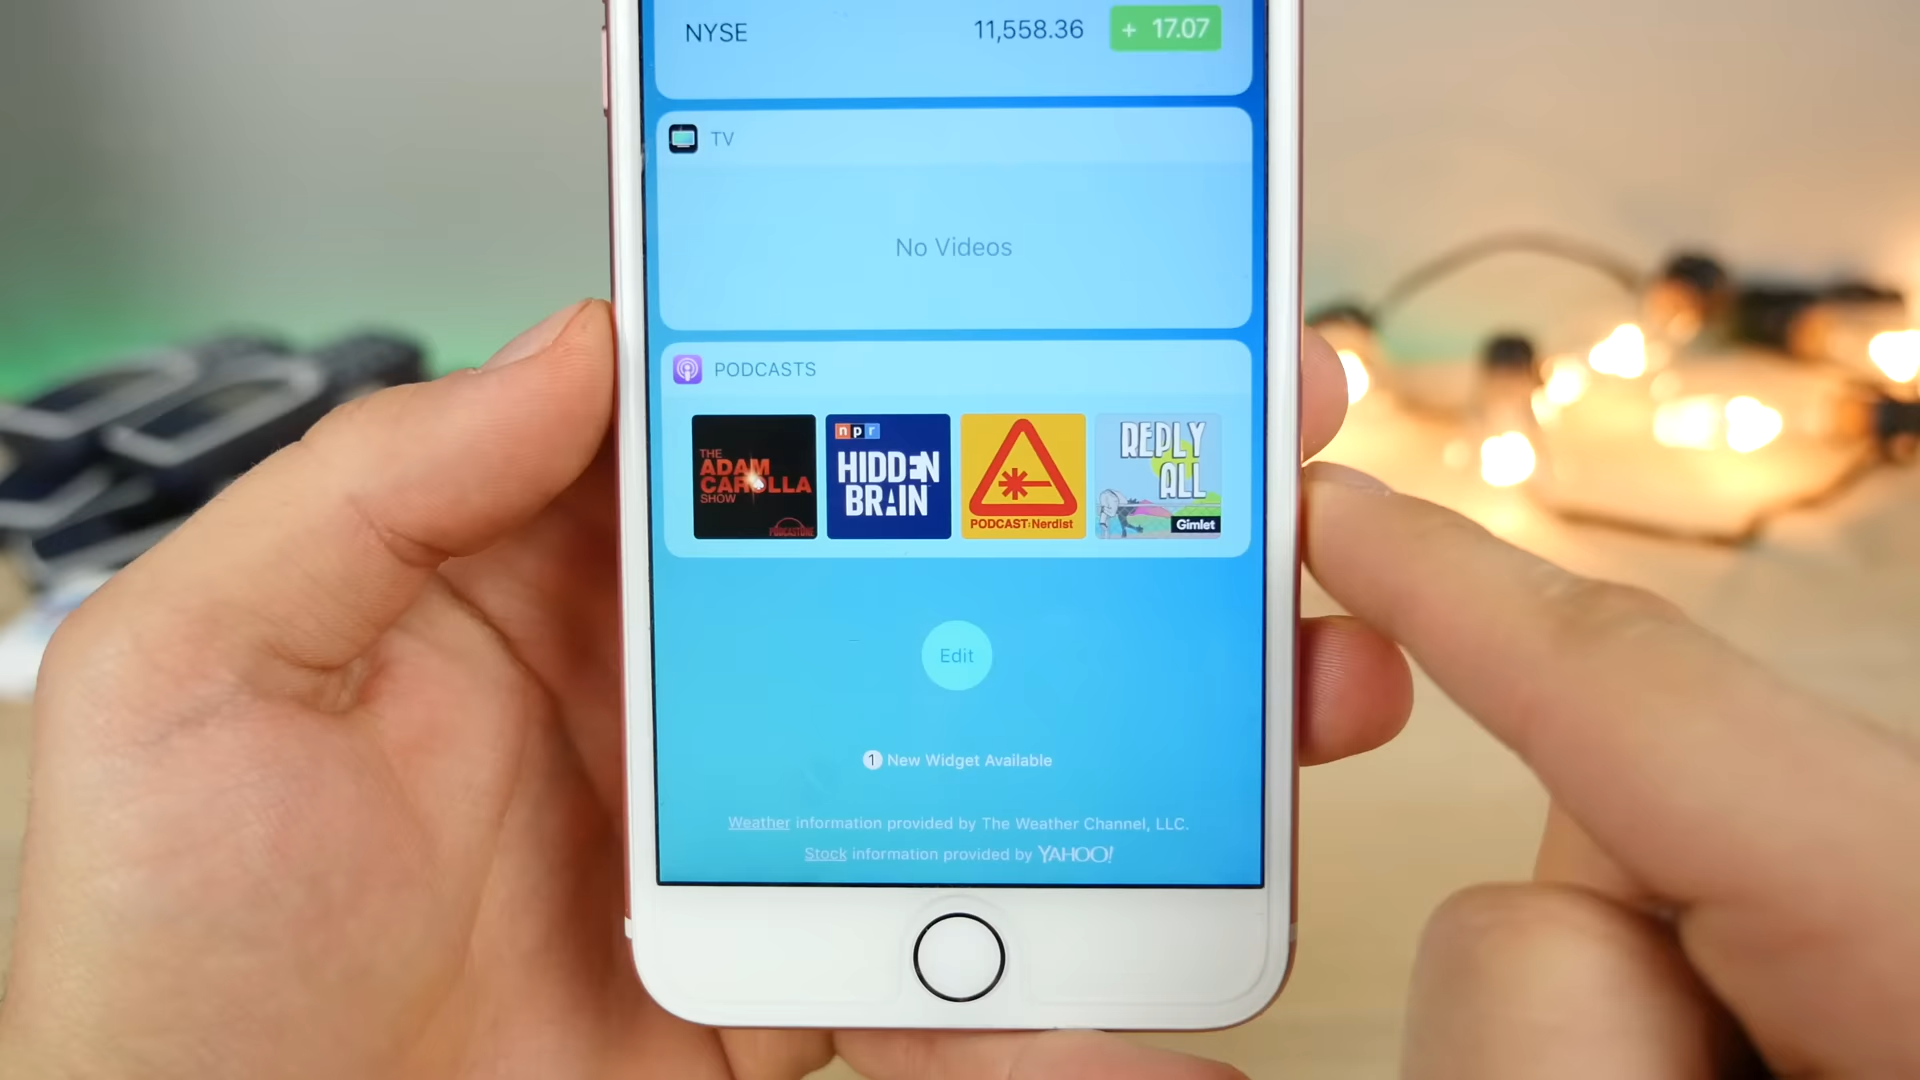 NYSE 11,558.36 + 17.07
TV
No Videos
PODCASTS
THE
ADAM
CAROLLA
SHOW
PODCASTONE
npr
HIDDEN
BRAIN
PODCAST:Nerdist
REPLY
ALL
Gimlet
Edit
1 New Widget Available
Weather information provided by The Weather Channel, LLC.
Stock information provided by YAHOO!